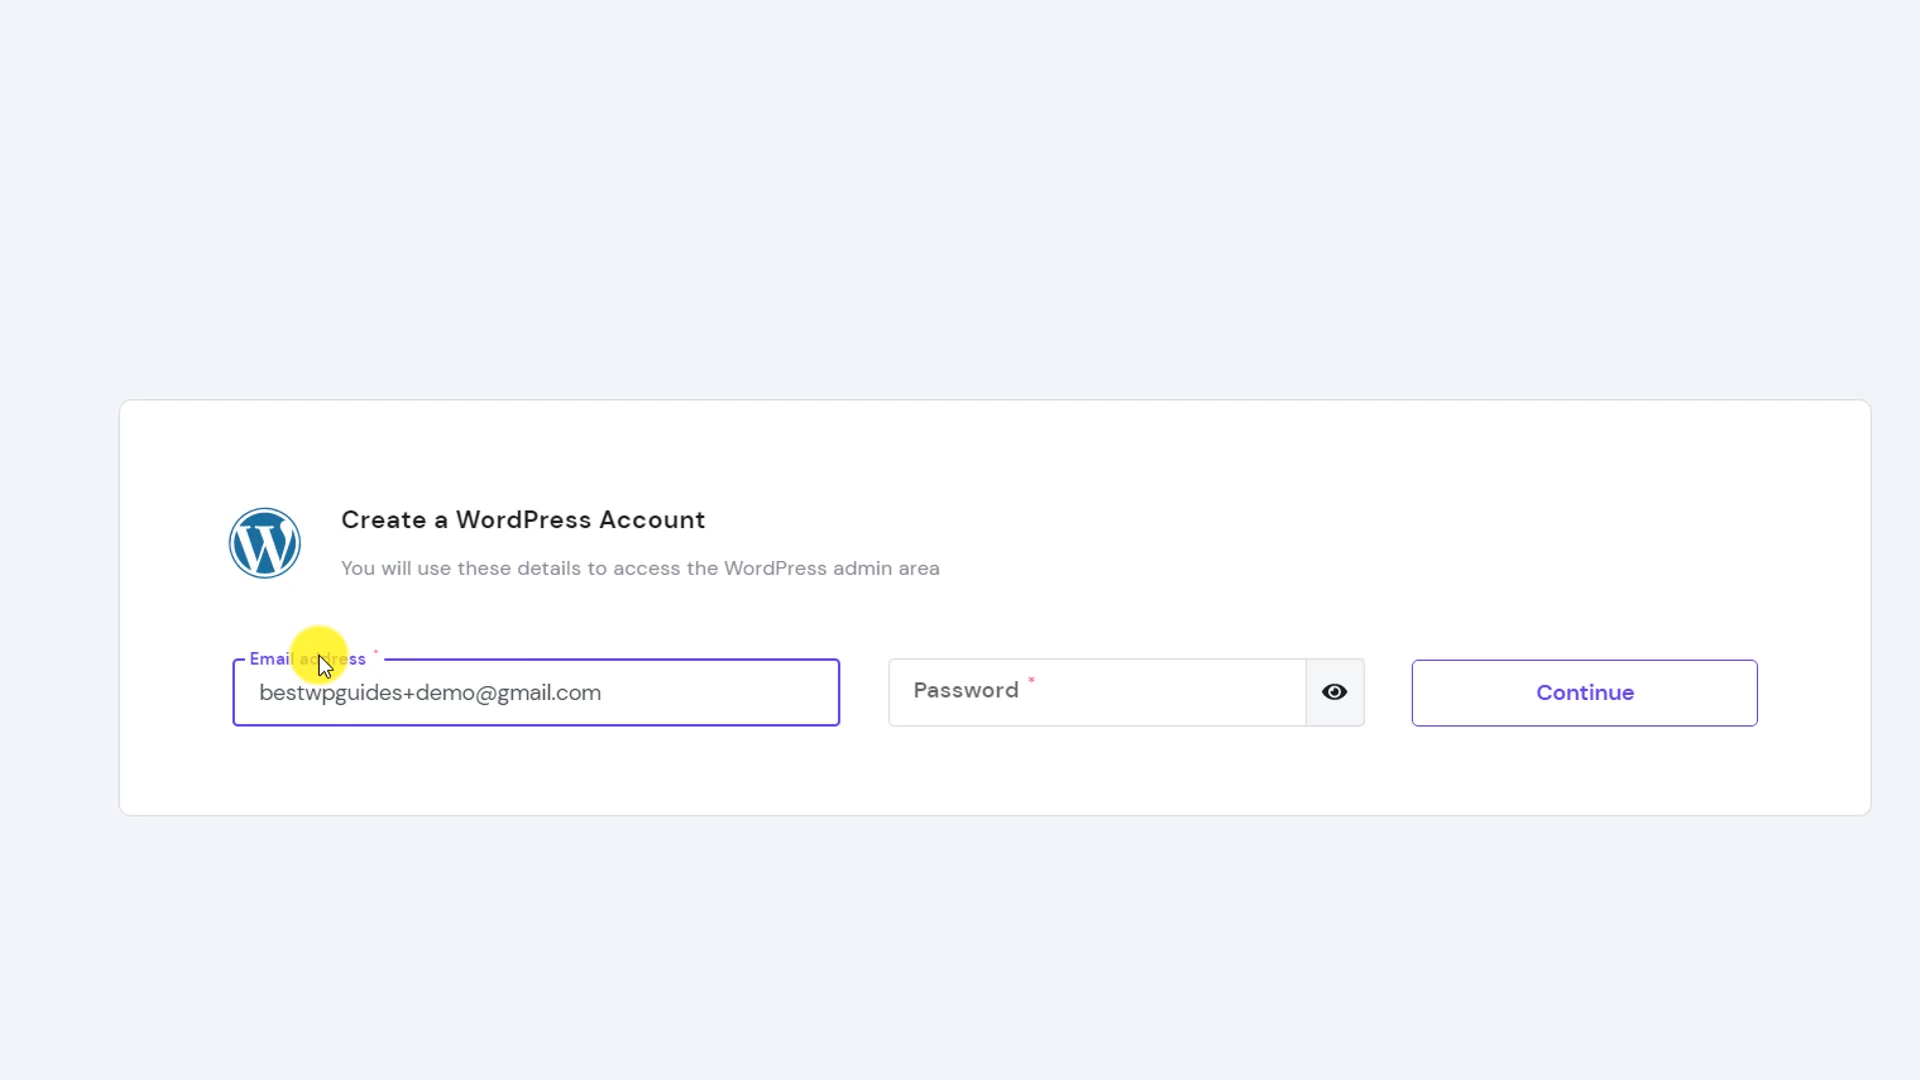 Create a WordPress Account
You will use these details to access the WordPress admin area
Email address *
bestwpguides+demo@gmail.com
Password *
Continue